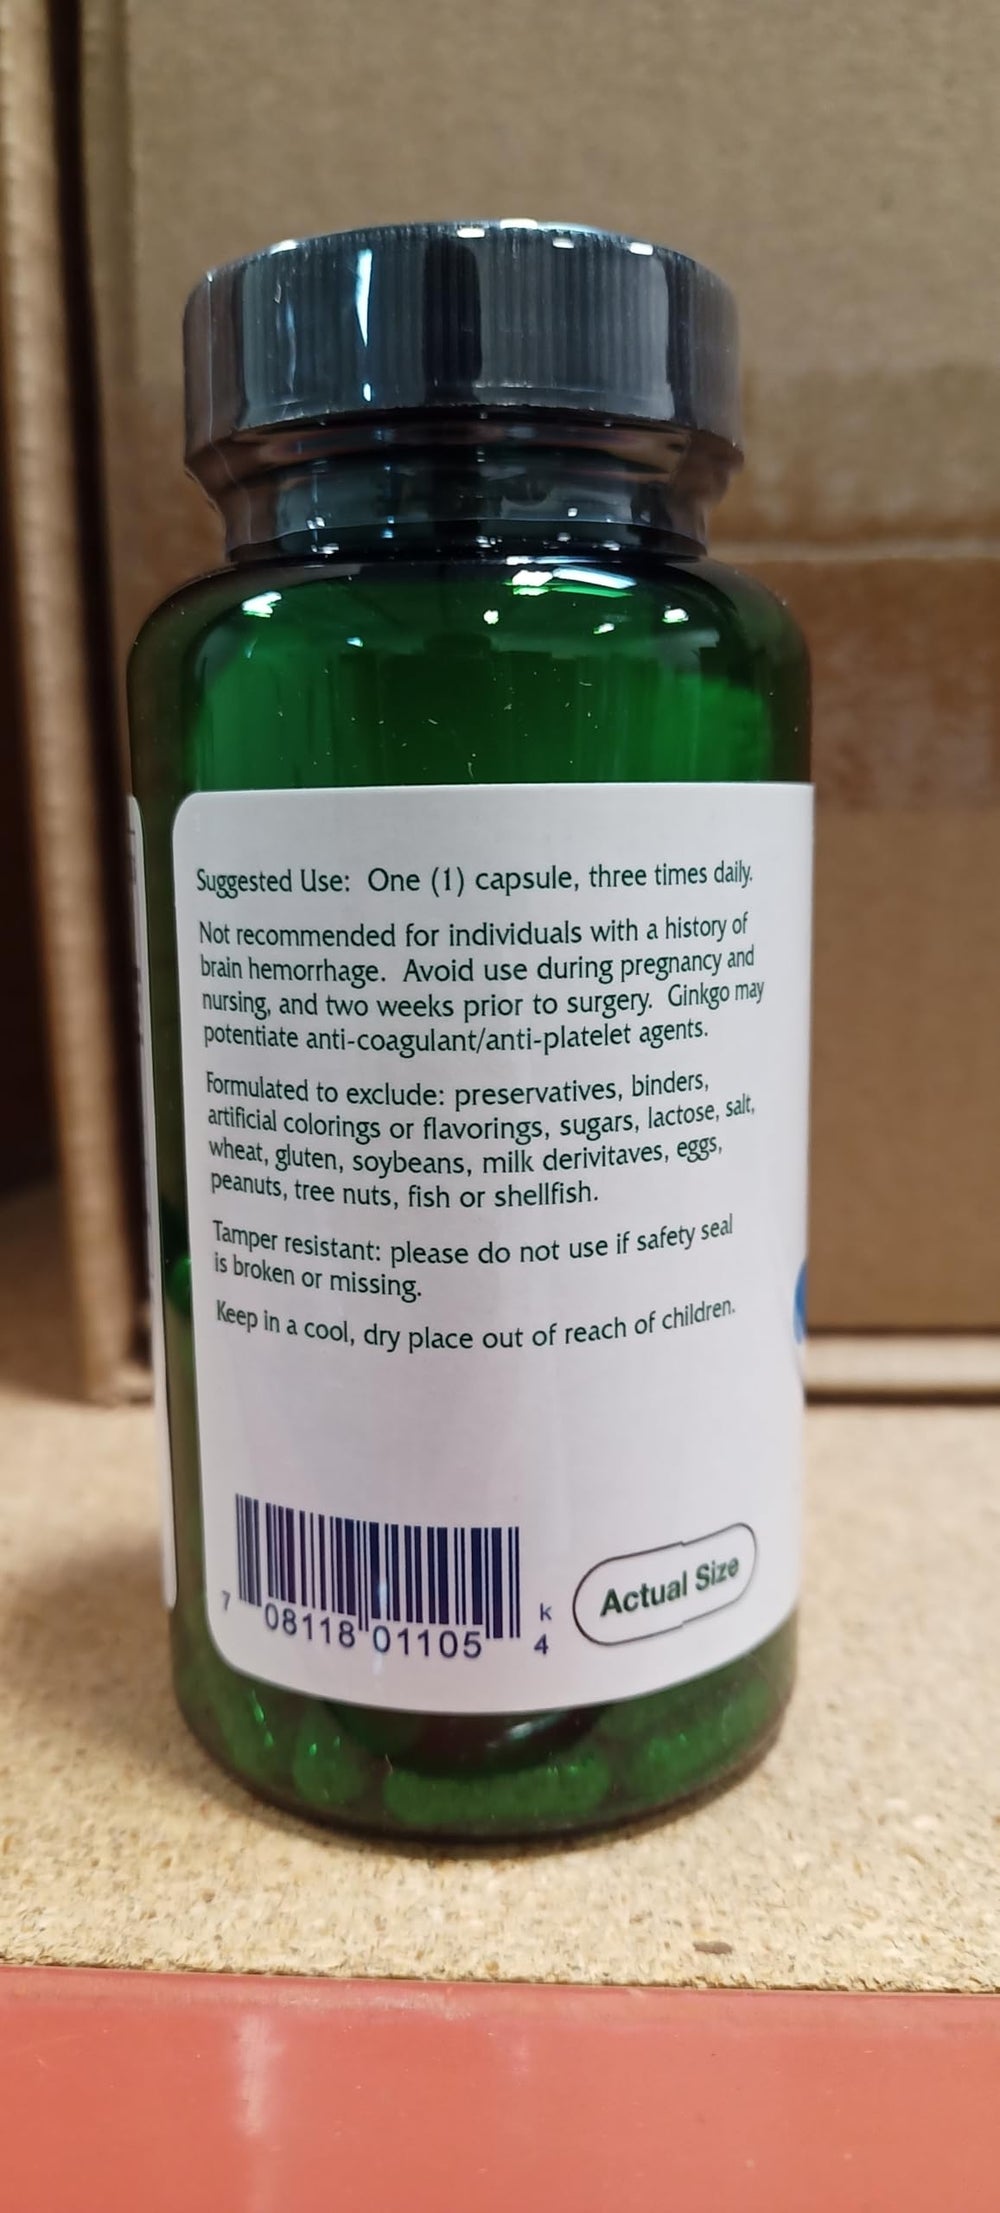 Suggested Use: One (1) capsule, three times daily.
Not recommended for individuals with a history of
brain hemorrhage. Avoid use during pregnancy and
nursing, and two weeks prior to surgery. Ginkgo may
potentiate anti-coagulant/anti-platelet agents.
Formulated to exclude: preservatives, binders,
artificial colorings or flavorings, sugars, lactose, salt,
wheat, gluten, soybeans, milk derivitaves, eggs,
peanuts, tree nuts, fish or shellfish.
Tamper resistant: please do not use if safety seal
is broken or missing.
Keep in a cool, dry place out of reach of children.
k
7 08118 01105 4
Actual Size